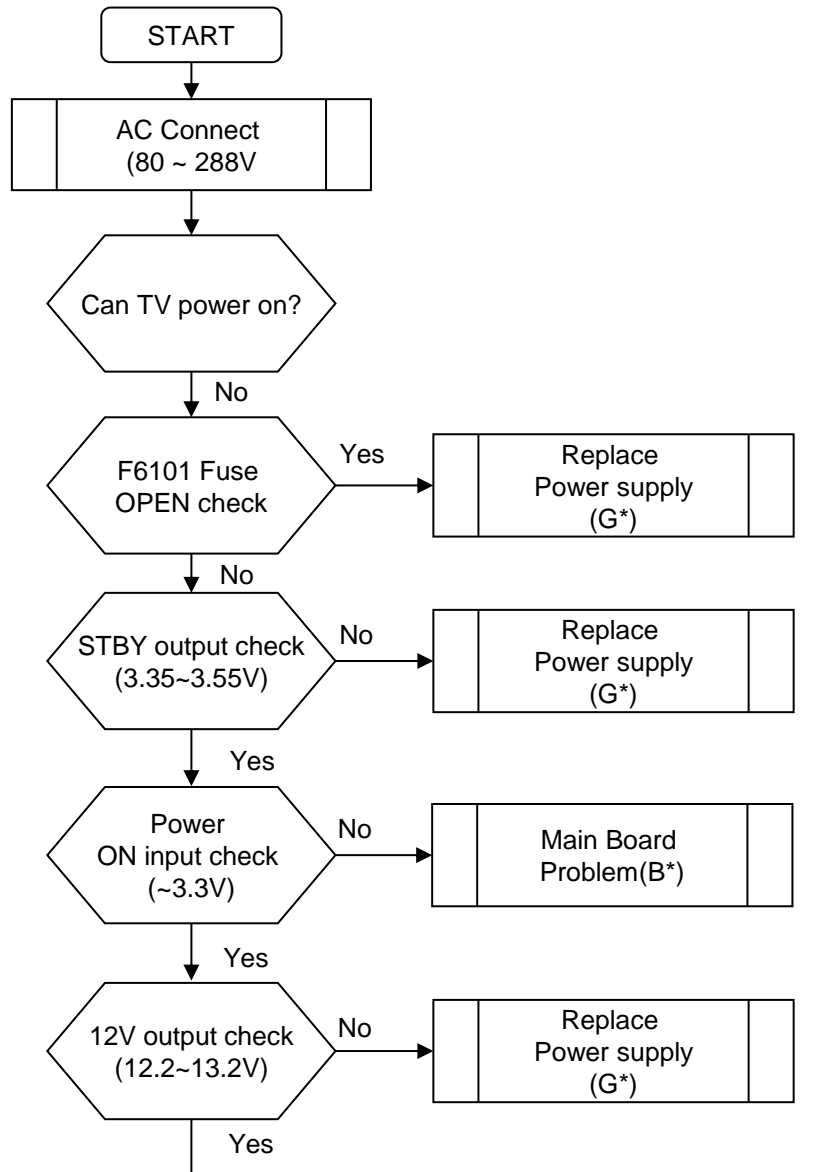 START
AC Connect
(80 ~ 288V
Can TV power on?
No
F6101 Fuse
OPEN check
Yes
Replace
Power supply
(G*)
No
STBY output check
(3.35~3.55V)
No
Replace
Power supply
(G*)
Yes
Power
ON input check
(~3.3V)
No
Main Board
Problem(B*)
Yes
12V output check
(12.2~13.2V)
No
Replace
Power supply
(G*)
Yes